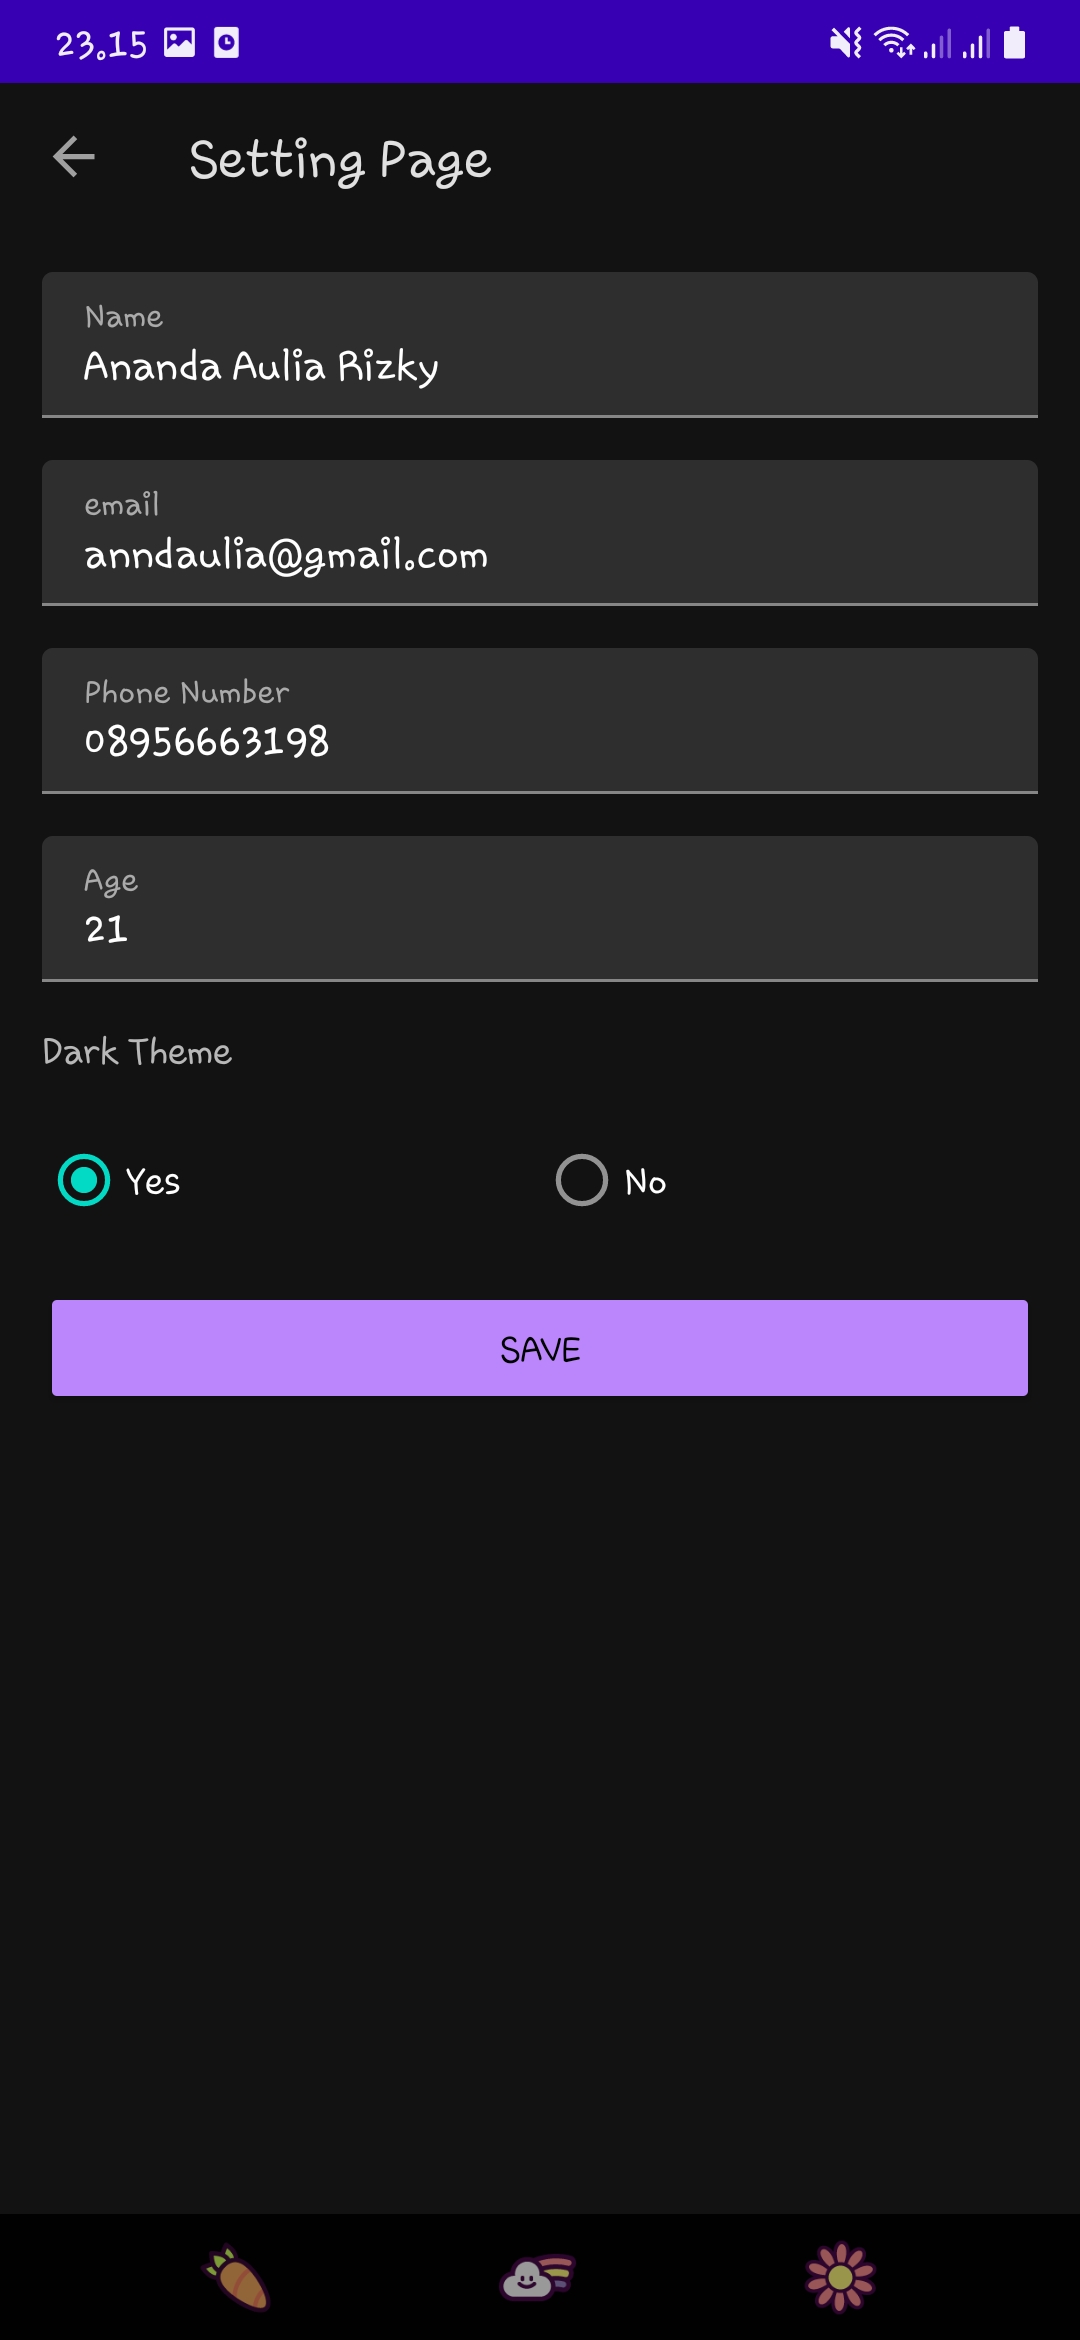 23.15
Setting Page
Name
Ananda Aulia Rizky
email
anndaulia@gmail.com
Phone Number
08956663198
Age
21
Dark Theme
Yes No
SAVE